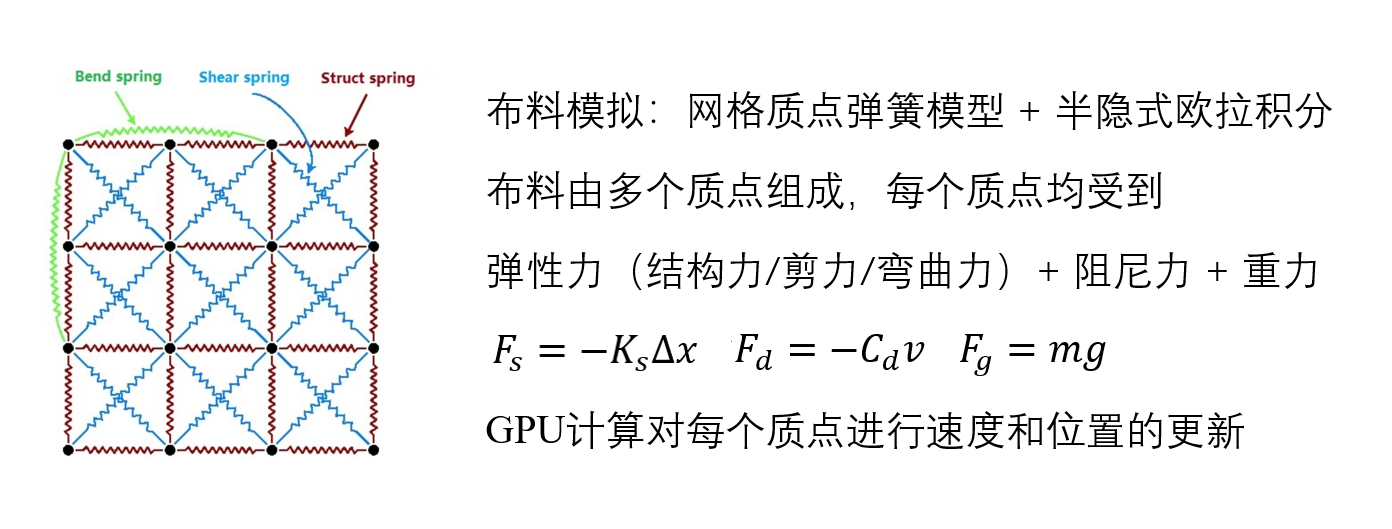 Bend spring Shear spring Struct spring
布料模拟：网格质点弹簧模型 + 半隐式欧拉积分
布料由多个质点组成，每个质点均受到
弹性力（结构力/剪力/弯曲力）+ 阻尼力 + 重力
F_s = −K_sΔx F_d = −C_dv F_g = mg
GPU计算对每个质点进行速度和位置的更新